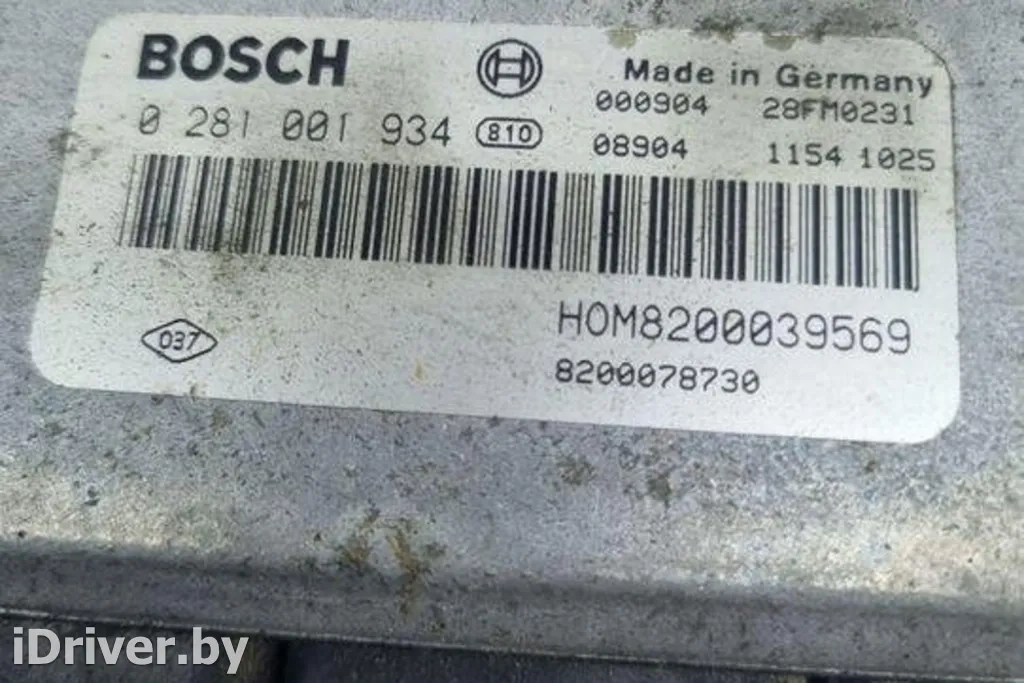 BOSCH
Made in Germany
000904 28FM0231
0 281 001 934 810
08904 1154 1025
HOM8200039569
037
8200078730
iDriver.by